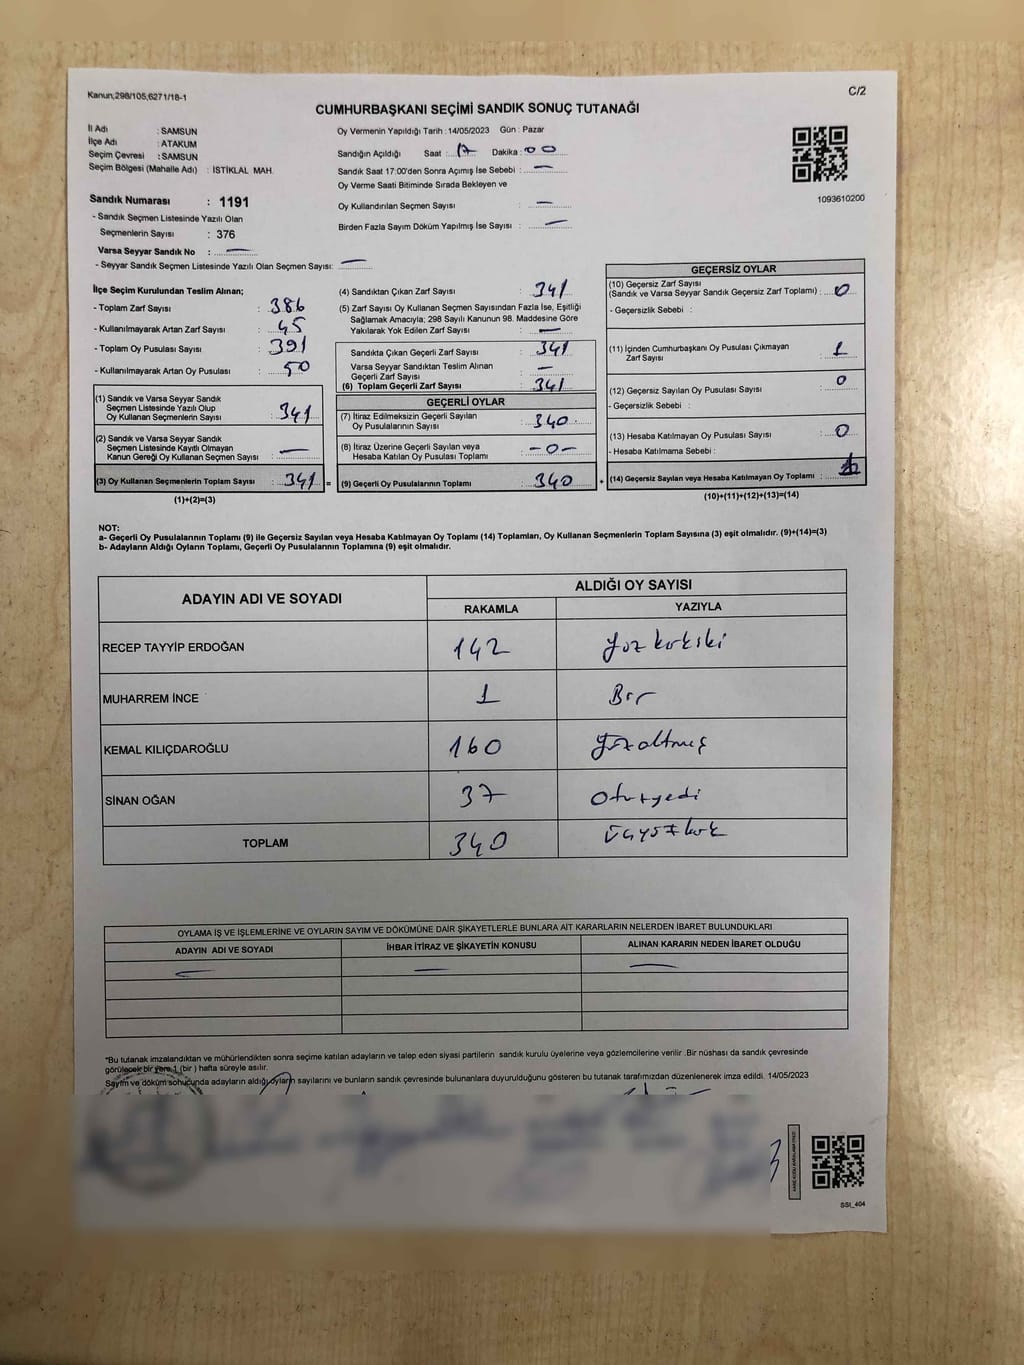 Kanun,298/105,6271/18-1
C/2
CUMHURBAŞKANI SEÇİMİ SANDIK SONUÇ TUTANAĞI
İl Adı : SAMSUN
İlçe Adı : ATAKUM
Seçim Çevresi : SAMSUN
Seçim Bölgesi (Mahalle Adı) : İSTİKLAL MAH.
Sandık Numarası : 1191
- Sandık Seçmen Listesinde Yazılı Olan
Seçmenlerin Sayısı : 376
Varsa Seyyar Sandık No : —
- Seyyar Sandık Seçmen Listesinde Yazılı Olan Seçmen Sayısı: —
Oy Vermenin Yapıldığı Tarih : 14/05/2023 Gün : Pazar
Sandığın Açıldığı Saat : 17 Dakika : 00
Sandık Saat 17:00'den Sonra Açımış İse Sebebi : —
Oy Verme Saati Bitiminde Sırada Bekleyen ve
Oy Kullandırılan Seçmen Sayısı : —
Birden Fazla Sayım Döküm Yapılmış İse Sayısı : —
1093610200
İlçe Seçim Kurulundan Teslim Alınan;
- Toplam Zarf Sayısı : 386
- Kullanılmayarak Artan Zarf Sayısı : 45
- Toplam Oy Pusulası Sayısı : 391
- Kullanılmayarak Artan Oy Pusulası : 50
(1) Sandık ve Varsa Seyyar Sandık
Seçmen Listesinde Yazılı Olup
Oy Kullanan Seçmenlerin Sayısı : 341
(2) Sandık ve Varsa Seyyar Sandık
Seçmen Listesinde Kayıtlı Olmayan
Kanun Gereği Oy Kullanan Seçmen Sayısı : —
(3) Oy Kullanan Seçmenlerin Toplam Sayısı : 341 =
(1)+(2)=(3)
(4) Sandıktan Çıkan Zarf Sayısı : 341
(5) Zarf Sayısı Oy Kullanan Seçmen Sayısından Fazla İse, Eşitliği
Sağlamak Amacıyla; 298 Sayılı Kanunun 98. Maddesine Göre
Yakılarak Yok Edilen Zarf Sayısı : —
Sandıkta Çıkan Geçerli Zarf Sayısı : 341
Varsa Seyyar Sandıktan Teslim Alınan
Geçerli Zarf Sayısı : —
(6) Toplam Geçerli Zarf Sayısı : 341
GEÇERLİ OYLAR
(7) İtiraz Edilmeksizin Geçerli Sayılan
Oy Pusulalarının Sayısı : 340
(8) İtiraz Üzerine Geçerli Sayılan veya
Hesaba Katılan Oy Pusulası Toplamı : -0-
(9) Geçerli Oy Pusulalarının Toplamı : 340 +
GEÇERSİZ OYLAR
(10) Geçersiz Zarf Sayısı
(Sandık ve Varsa Seyyar Sandık Geçersiz Zarf Toplamı) : 0
- Geçersizlik Sebebi :
(11) İçinden Cumhurbaşkanı Oy Pusulası Çıkmayan
Zarf Sayısı : 1
(12) Geçersiz Sayılan Oy Pusulası Sayısı : 0
- Geçersizlik Sebebi :
(13) Hesaba Katılmayan Oy Pusulası Sayısı : 0
- Hesaba Katılmama Sebebi :
(14) Geçersiz Sayılan veya Hesaba Katılmayan Oy Toplamı :
(10)+(11)+(12)+(13)=(14)
NOT:
a- Geçerli Oy Pusulalarının Toplamı (9) ile Geçersiz Sayılan veya Hesaba Katılmayan Oy Toplamı (14) Toplamları, Oy Kullanan Seçmenlerin Toplam Sayısına (3) eşit olmalıdır. (9)+(14)=(3)
b- Adayların Aldığı Oyların Toplamı, Geçerli Oy Pusulalarının Toplamına (9) eşit olmalıdır.
ADAYIN ADI VE SOYADI
ALDIĞI OY SAYISI
RAKAMLA YAZIYLA
RECEP TAYYİP ERDOĞAN 142 yüzkırkiki
MUHARREM İNCE 1 Bir
KEMAL KILIÇDAROĞLU 160 yüzaltmış
SİNAN OĞAN 37 Otuzyedi
TOPLAM 340 üçyüzkırk
OYLAMA İŞ VE İŞLEMLERİNE VE OYLARIN SAYIM VE DÖKÜMÜNE DAİR ŞİKAYETLERLE BUNLARA AİT KARARLARIN NELERDEN İBARET BULUNDUKLARI
ADAYIN ADI VE SOYADI İHBAR İTİRAZ VE ŞİKAYETİN KONUSU ALINAN KARARIN NEDEN İBARET OLDUĞU
— — —
*Bu tutanak imzalandıktan ve mühürlendikten sonra seçime katılan adayların ve talep eden siyasi partilerin sandık kurulu üyelerine veya gözlemcilerine verilir .Bir nüshası da sandık çevresinde
görülecek bir yere 1 (bir ) hafta süreyle asılır.
Sayım ve döküm sonucunda adayların aldığı oyların sayılarını ve bunların sandık çevresinde bulunanlara duyurulduğunu gösteren bu tutanak tarafımızdan düzenlenerek imza edildi. 14/05/2023
SSI_404